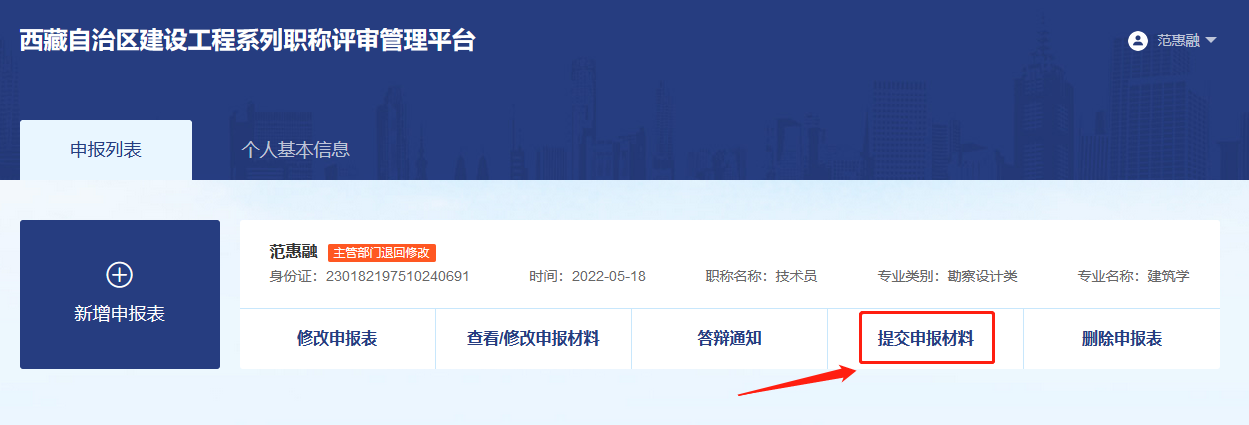 西藏自治区建设工程系列职称评审管理平台
范惠融
申报列表
个人基本信息
新增申报表
范惠融 主管部门退回修改
身份证：230182197510240691 时间：2022-05-18 职称名称：技术员 专业类别：勘察设计类 专业名称：建筑学
修改申报表 查看/修改申报材料 答辩通知 提交申报材料 删除申报表